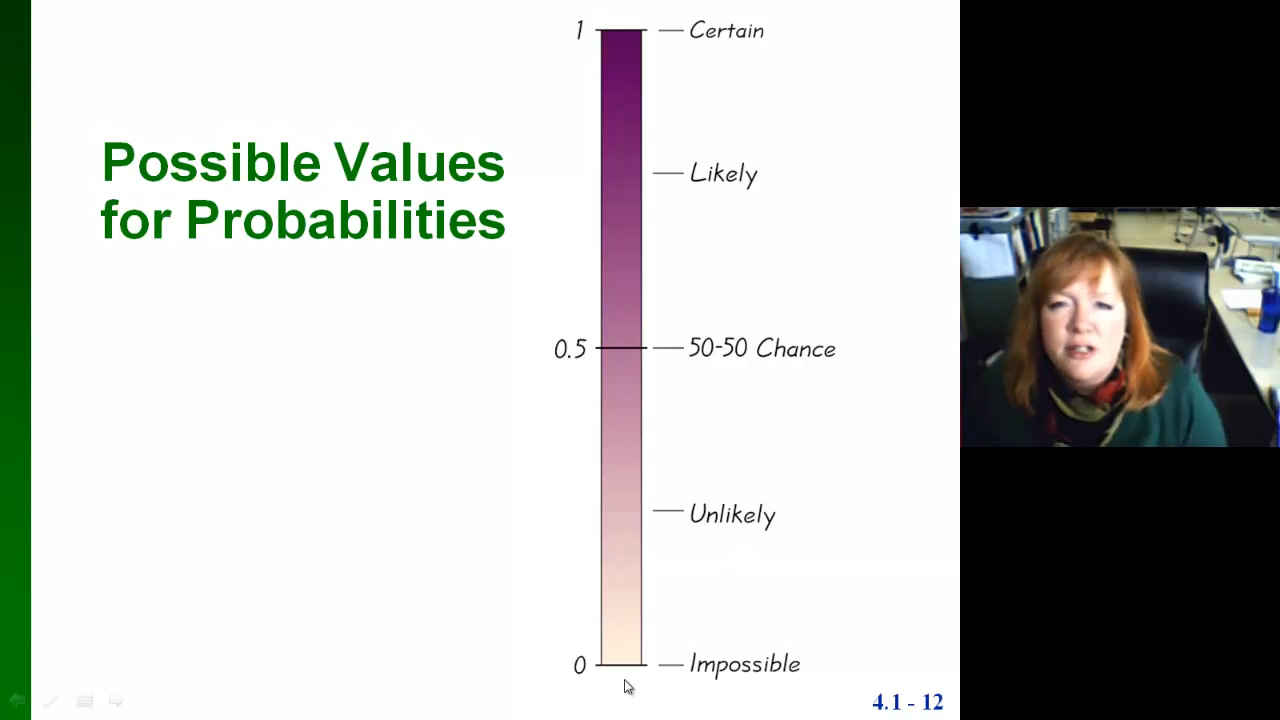 Possible Values
for Probabilities
1
Certain
Likely
0.5
50-50 Chance
Unlikely
0
Impossible
4.1 - 12